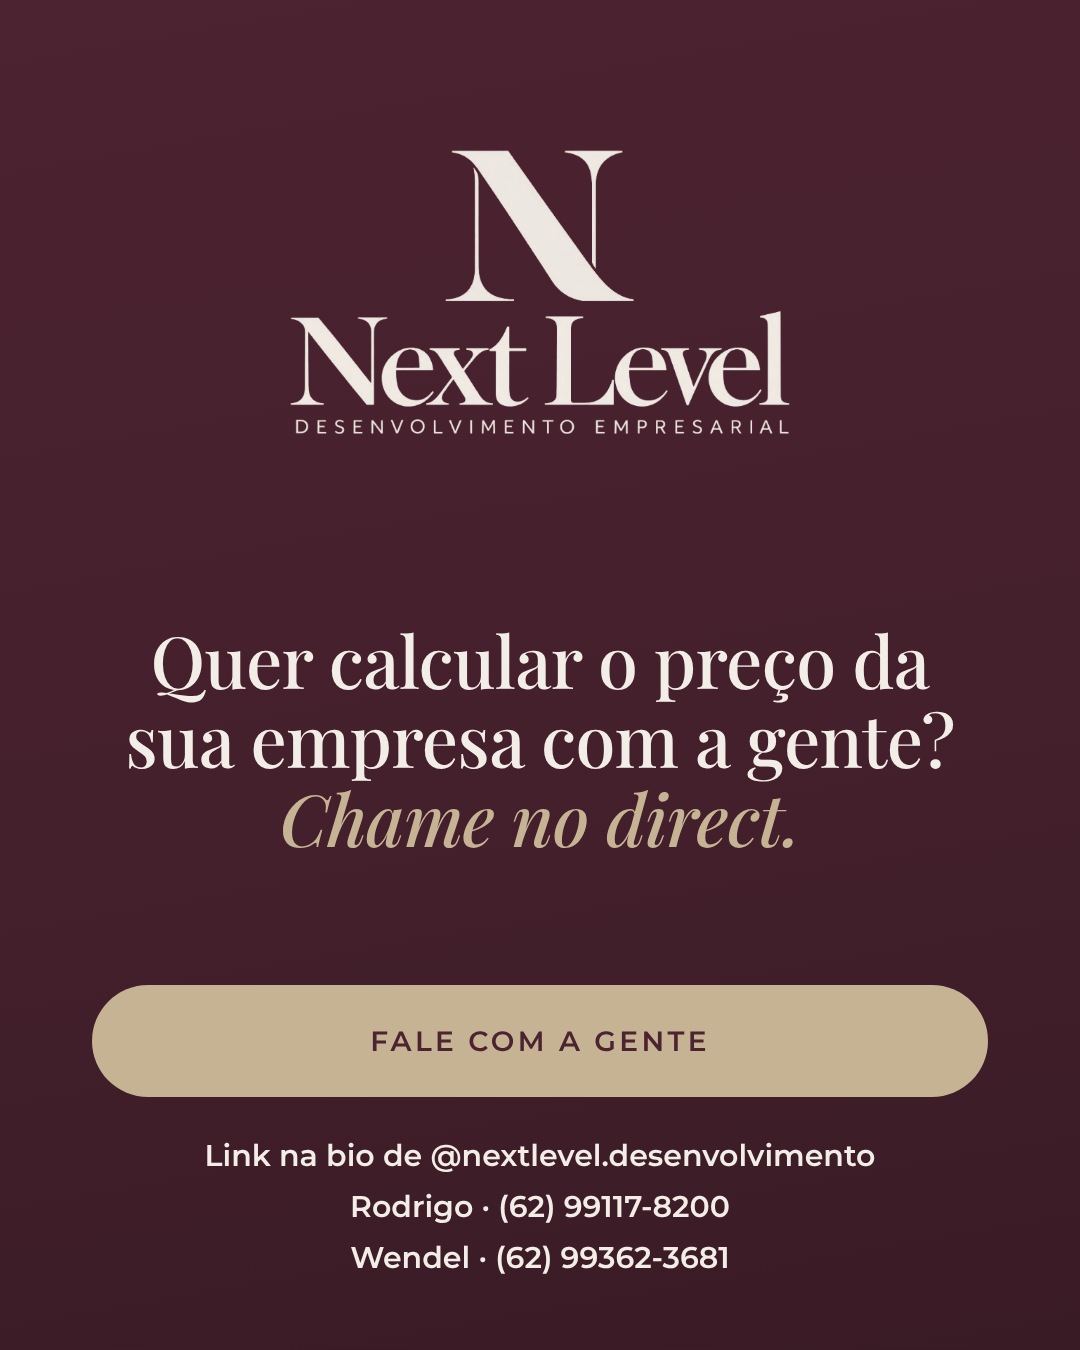 N
Next Level
DESENVOLVIMENTO EMPRESARIAL
Quer calcular o preço da
sua empresa com a gente?
Chame no direct.
FALE COM A GENTE
Link na bio de @nextlevel.desenvolvimento
Rodrigo · (62) 99117-8200
Wendel · (62) 99362-3681